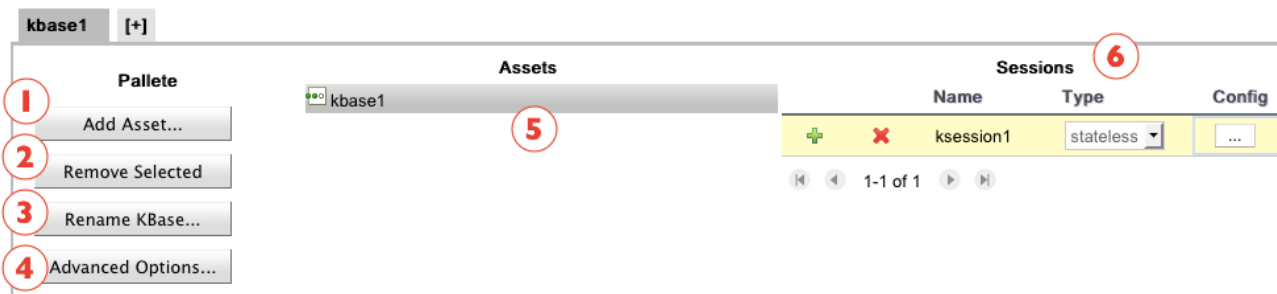 kbase1 [+]
Pallete
1
Add Asset...
2
Remove Selected
3
Rename KBase...
4
Advanced Options...
Assets
kbase1
5
Sessions 6
Name Type Config
ksession1 stateless ...
1-1 of 1